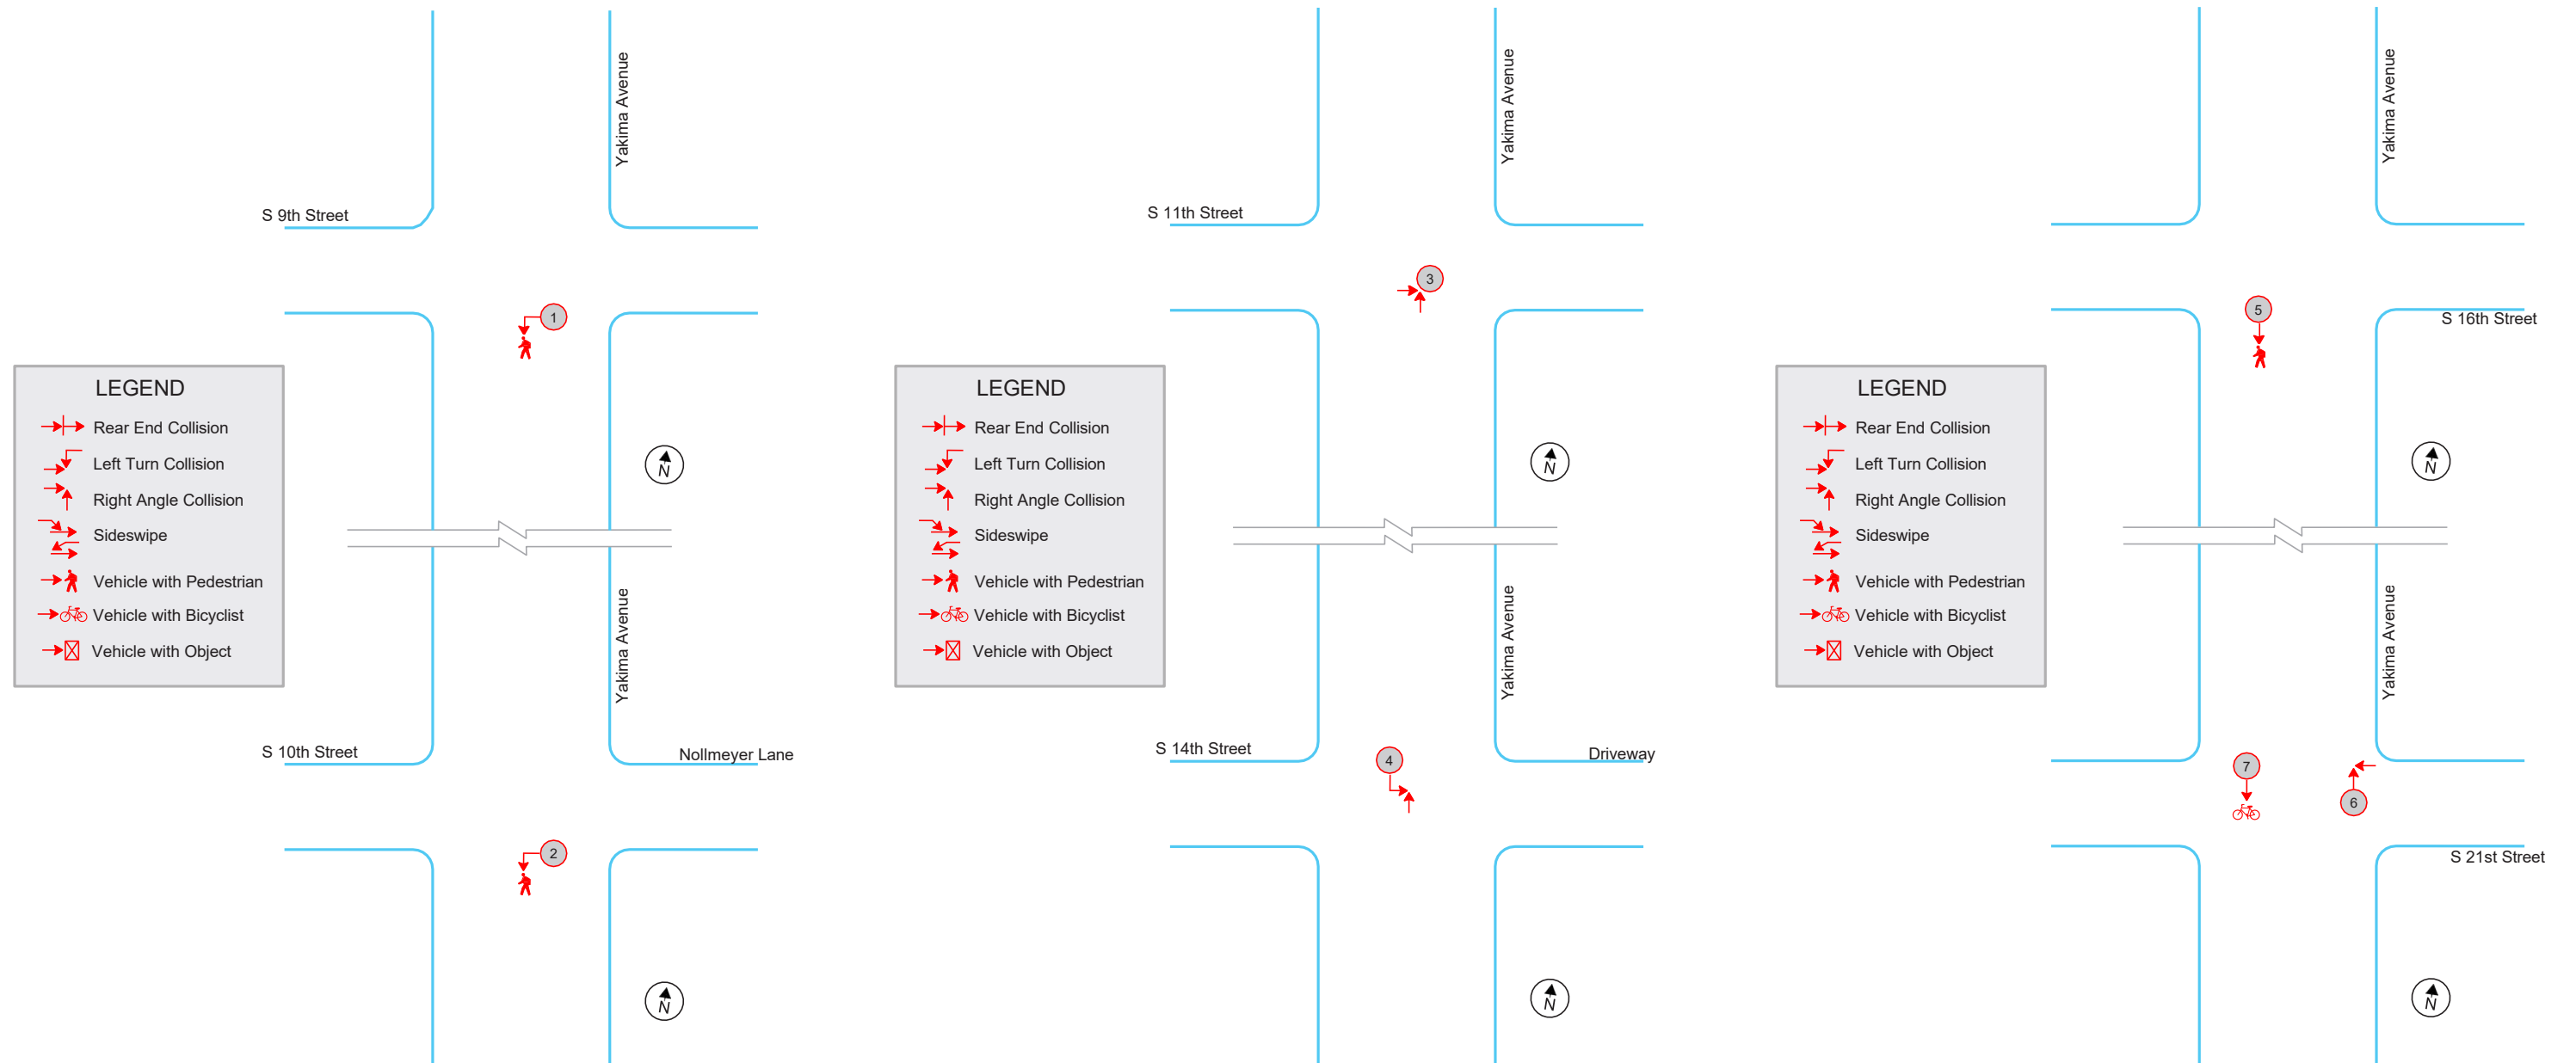 Yakima Avenue
S 9th Street
1
LEGEND
Rear End Collision
Left Turn Collision
Right Angle Collision
Sideswipe
Vehicle with Pedestrian
Vehicle with Bicyclist
Vehicle with Object
N
Yakima Avenue
S 10th Street
Nollmeyer Lane
2
N
Yakima Avenue
S 11th Street
3
LEGEND
Rear End Collision
Left Turn Collision
Right Angle Collision
Sideswipe
Vehicle with Pedestrian
Vehicle with Bicyclist
Vehicle with Object
N
Yakima Avenue
S 14th Street
Driveway
4
N
Yakima Avenue
5
S 16th Street
LEGEND
Rear End Collision
Left Turn Collision
Right Angle Collision
Sideswipe
Vehicle with Pedestrian
Vehicle with Bicyclist
Vehicle with Object
N
Yakima Avenue
7
6
S 21st Street
N